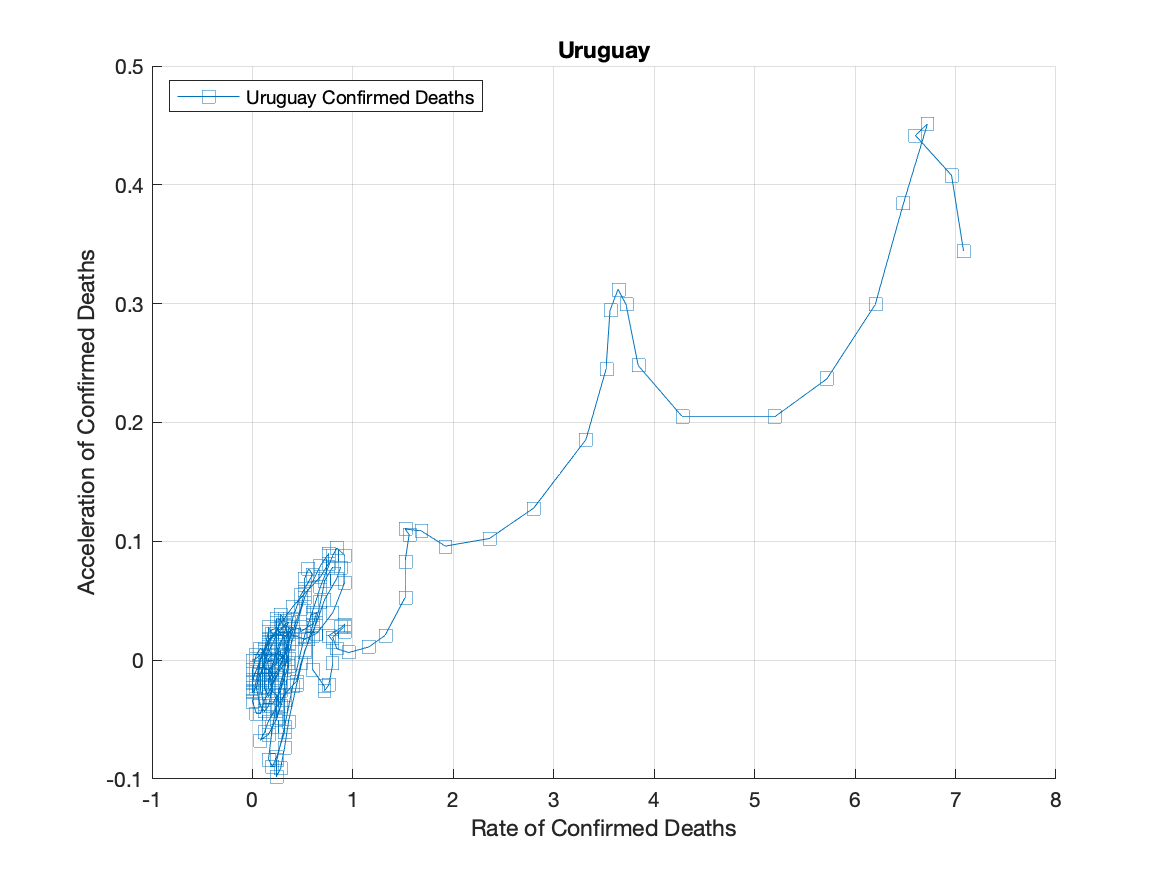 Uruguay
Uruguay Confirmed Deaths
0.5
0.4
0.3
0.2
0.1
0
-0.1
Acceleration of Confirmed Deaths
-1 0 1 2 3 4 5 6 7 8
Rate of Confirmed Deaths